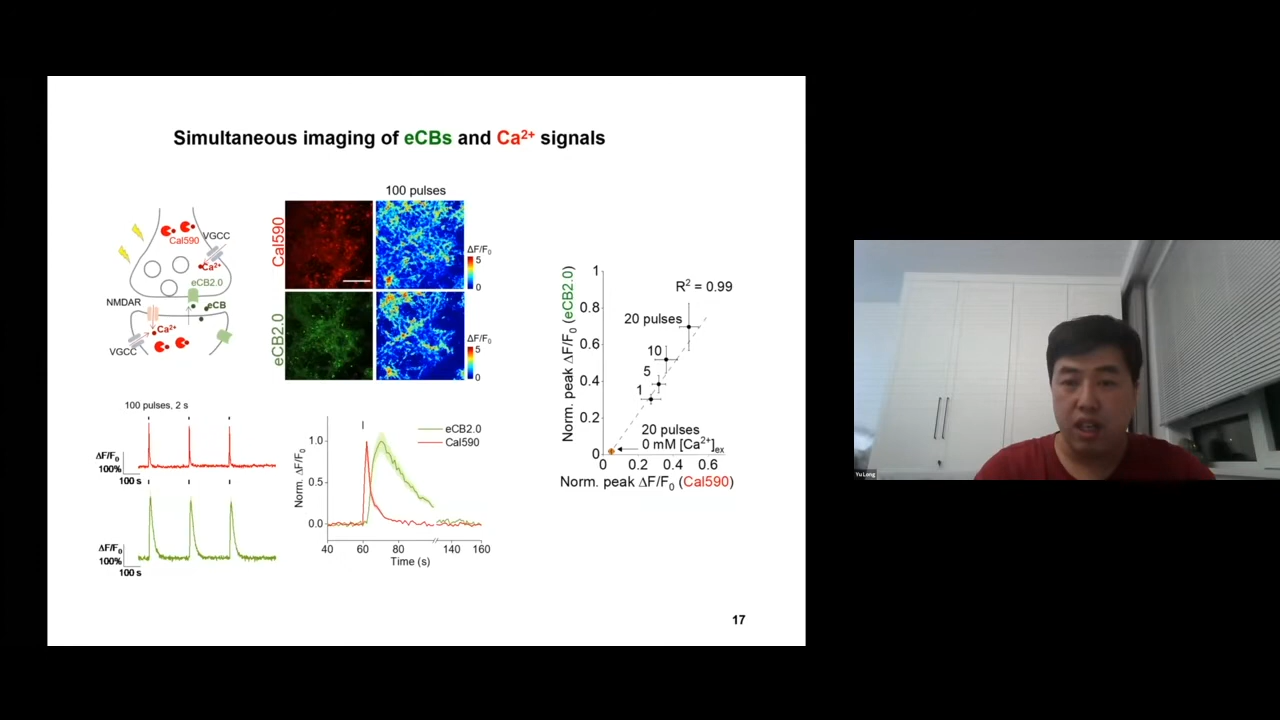 Simultaneous imaging of eCBs and Ca²⁺ signals
100 pulses
Cal590
VGCC
Ca²⁺
eCB2.0
eCB
NMDAR
Ca²⁺
VGCC
Cal590
eCB2.0
ΔF/F₀
5
0
ΔF/F₀
5
0
100 pulses, 2 s
ΔF/F₀
100%
100 s
ΔF/F₀
100%
100 s
eCB2.0
Cal590
Norm. ΔF/F₀
1.0
0.5
0.0
40 60 80 140 160
Time (s)
Norm. peak ΔF/F₀ (eCB2.0)
1
0.8
0.6
0.4
0.2
0
R² = 0.99
20 pulses
10
5
1
20 pulses
0 mM [Ca²⁺]ex
0 0.2 0.4 0.6
Norm. peak ΔF/F₀ (Cal590)
17
Yu Long